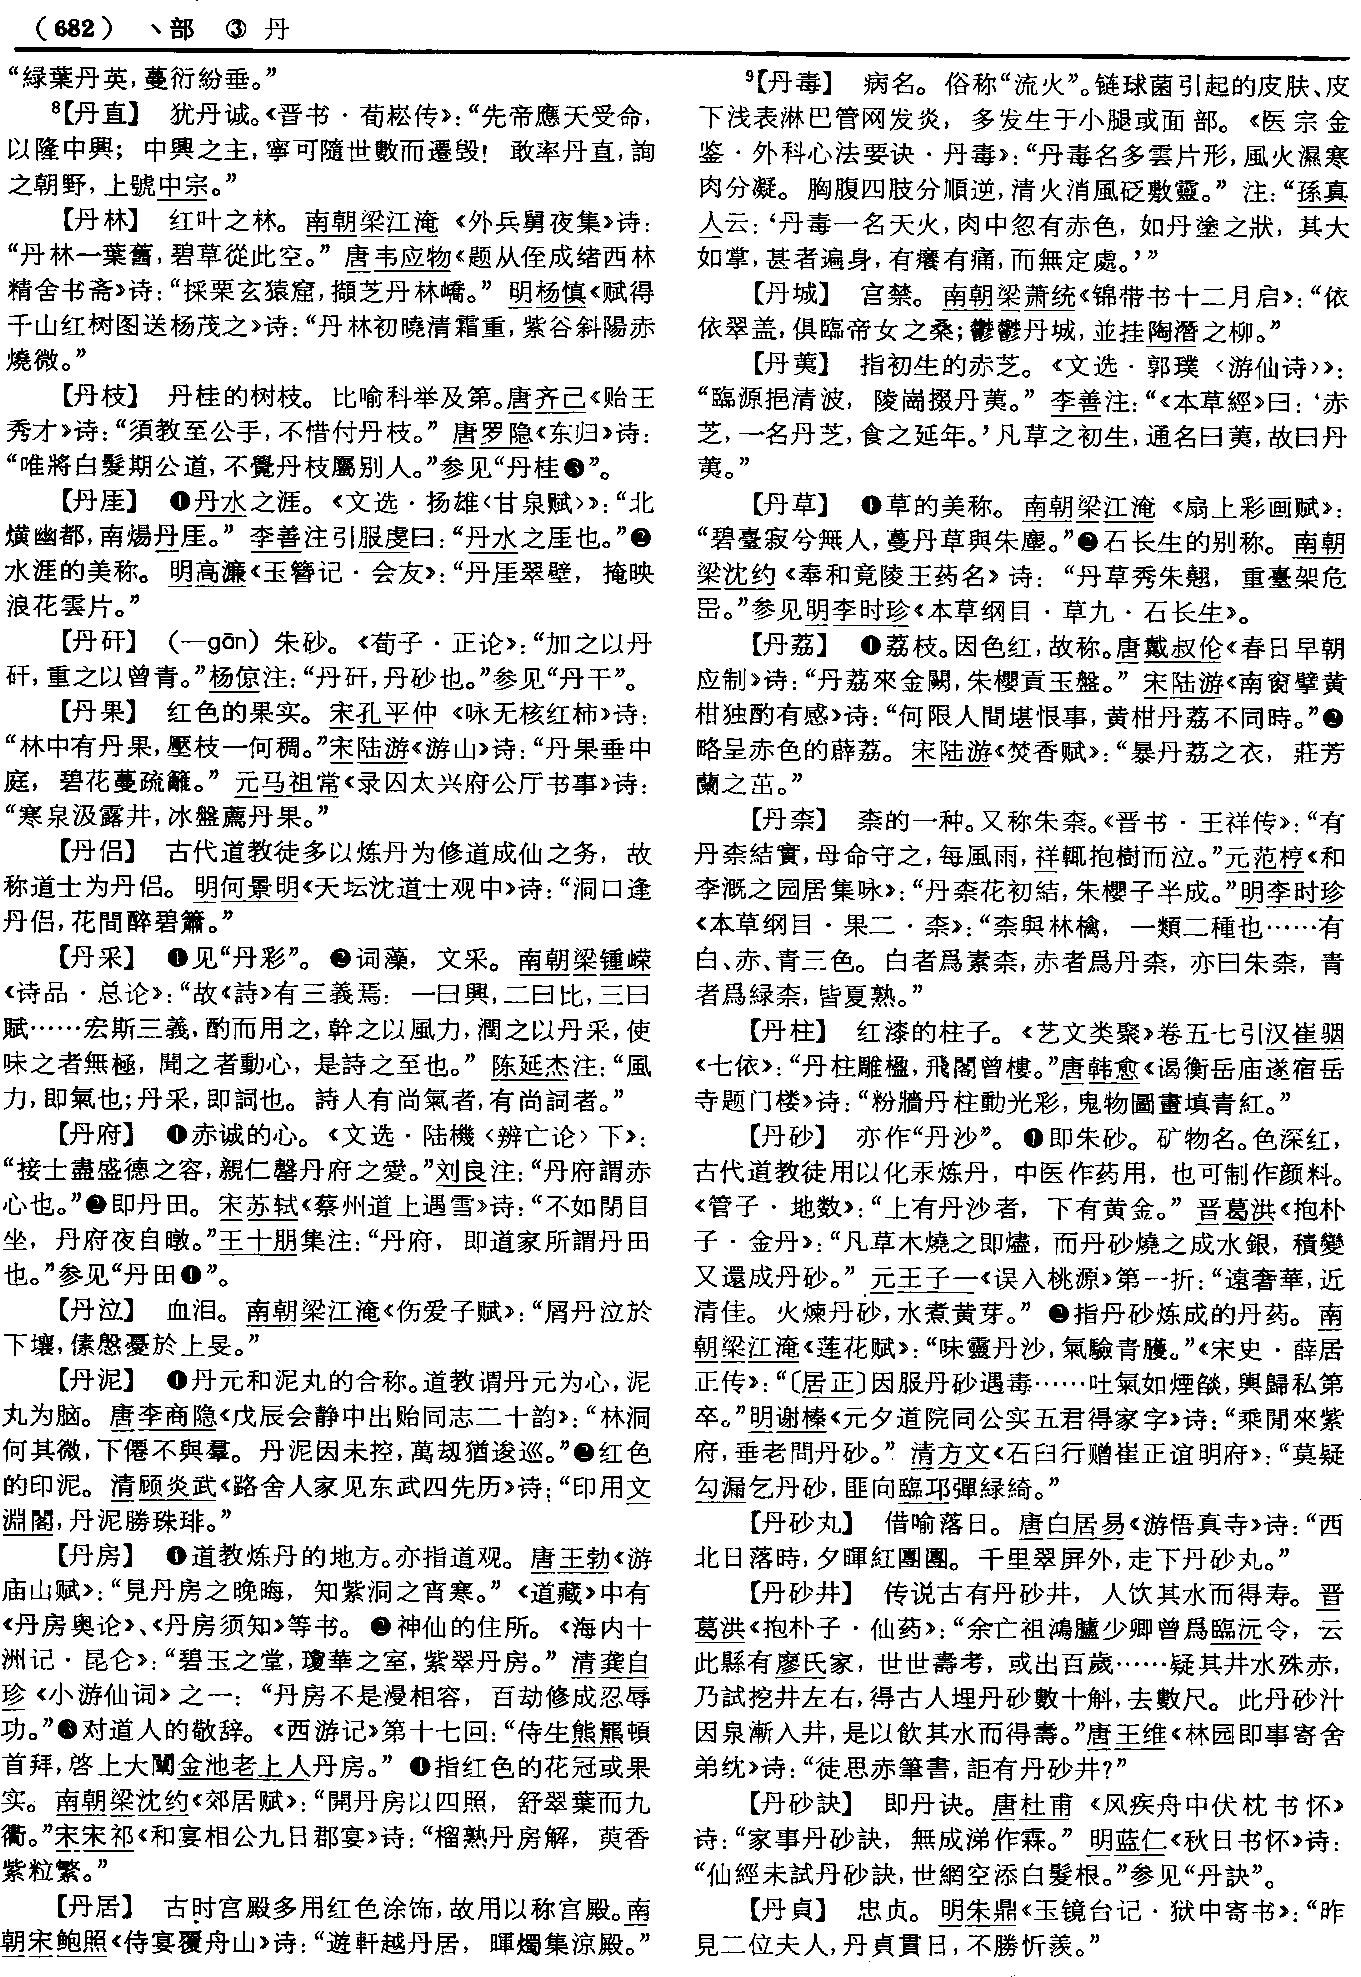 （682） 丶部 ③ 丹
“緑葉丹英，蔓衍紛垂。”
⁸【丹直】 犹丹诚。《晋书·荀崧传》：“先帝應天受命，
以隆中興； 中興之主，寧可隨世數而遷毀！ 敢率丹直，詢
之朝野，上號中宗。”
【丹林】 红叶之林。 南朝梁江淹《外兵舅夜集》诗：
“丹林一葉舊，碧草從此空。” 唐韦应物《题从侄成绪西林
精舍书斋》诗：“採栗玄猿窟，擷芝丹林嶠。” 明杨慎《赋得
千山红树图送杨茂之》诗：“丹林初曉清霜重，紫谷斜陽赤
燒微。”
【丹枝】 丹桂的树枝。 比喻科举及第。唐齐己《贻王
秀才》诗：“須教至公手，不惜付丹枝。” 唐罗隐《东归》诗：
“唯將白髮期公道，不覺丹枝屬别人。”参见“丹桂❸”。
【丹厓】 ❶丹水之涯。 《文选·扬雄〈甘泉赋〉》：“北
爌幽都，南煬丹厓。” 李善注引服虔曰：“丹水之厓也。”❷
水涯的美称。 明高濂《玉簪记·会友》：“丹厓翠壁， 掩映
浪花雲片。”
【丹矸】 （—gān）朱砂。 《荀子·正论》：“加之以丹
矸，重之以曾青。”杨倞注：“丹矸，丹砂也。”参见“丹干”。
【丹果】 红色的果实。 宋孔平仲《咏无核红柿》诗：
“林中有丹果，壓枝一何稠。”宋陆游《游山》诗：“丹果垂中
庭， 碧花蔓疏籬。” 元马祖常《录囚太兴府公厅书事》诗：
“寒泉汲露井，冰盤薦丹果。”
【丹侣】 古代道教徒多以炼丹为修道成仙之务， 故
称道士为丹侣。 明何景明《天坛沈道士观中》诗：“洞口逢
丹侣，花間醉碧簫。”
【丹采】 ❶见“丹彩”。 ❷词藻， 文采。 南朝梁锺嵘
《诗品·总论》：“故《詩》有三義焉： 一曰興，二曰比，三曰
賦……宏斯三義，酌而用之，幹之以風力，潤之以丹采，使
味之者無極， 聞之者動心， 是詩之至也。” 陈延杰注：“風
力，即氣也；丹采，即詞也。 詩人有尚氣者，有尚詞者。”
【丹府】 ❶赤诚的心。 《文选·陆機〈辨亡论〉下》：
“接士盡盛德之容，親仁罄丹府之愛。”刘良注：“丹府謂赤
心也。”❷即丹田。 宋苏轼《蔡州道上遇雪》诗：“不如閉目
坐， 丹府夜自暾。”王十朋集注：“丹府， 即道家所謂丹田
也。”参见“丹田❶”。
【丹泣】 血泪。 南朝梁江淹《伤爱子赋》：“屑丹泣於
下壤，傃慇憂於上旻。”
【丹泥】 ❶丹元和泥丸的合称。道教谓丹元为心，泥
丸为脑。 唐李商隐《戊辰会静中出贻同志二十韵》：“林洞
何其微，下僊不與羣。 丹泥因未控，萬刼猶逡巡。”❷红色
的印泥。 清顾炎武《路舍人家见东武四先历》诗：“印用文
淵閣，丹泥勝珠琲。”
【丹房】 ❶道教炼丹的地方。亦指道观。 唐王勃《游
庙山赋》：“見丹房之晚晦， 知紫洞之宵寒。” 《道藏》中有
《丹房奥论》、《丹房须知》等书。 ❷神仙的住所。 《海内十
洲记·昆仑》：“碧玉之堂，瓊華之室，紫翠丹房。” 清龚自
珍《小游仙词》之一： “丹房不是漫相容， 百劫修成忍辱
功。”❸对道人的敬辞。 《西游记》第十七回：“侍生熊羆頓
首拜，啓上大闡金池老上人丹房。” ❹指红色的花冠或果
实。 南朝梁沈约《郊居赋》：“開丹房以四照， 舒翠葉而九
衢。”宋宋祁《和宴相公九日郡宴》诗：“榴熟丹房解， 萸香
紫粒繁。”
【丹居】 古时宫殿多用红色涂饰，故用以称宫殿。南
朝宋鲍照《侍宴覆舟山》诗：“遊軒越丹居， 暉燭集涼殿。”
⁹【丹毒】 病名。 俗称“流火”。链球菌引起的皮肤、皮
下浅表淋巴管网发炎， 多发生于小腿或面部。 《医宗金
鉴·外科心法要诀·丹毒》：“丹毒名多雲片形，風火濕寒
肉分凝。 胸腹四肢分順逆，清火消風砭敷靈。” 注：“孫真
人云：‘丹毒一名天火，肉中忽有赤色， 如丹塗之狀， 其大
如掌，甚者遍身，有癢有痛，而無定處。’”
【丹城】 宫禁。 南朝梁萧统《锦带书十二月启》：“依
依翠盖，俱臨帝女之桑；鬱鬱丹城，並挂陶潛之柳。”
【丹荑】 指初生的赤芝。 《文选·郭璞〈游仙诗〉》：
“臨源挹清波， 陵崗掇丹荑。” 李善注：“《本草經》曰：‘赤
芝，一名丹芝，食之延年。’凡草之初生，通名曰荑，故曰丹
荑。”
【丹草】 ❶草的美称。 南朝梁江淹《扇上彩画赋》：
“碧臺寂兮無人，蔓丹草與朱塵。”❷石长生的别称。 南朝
梁沈约《奉和竟陵王药名》诗： “丹草秀朱翹， 重臺架危
岊。”参见明李时珍《本草纲目·草九·石长生》。
【丹荔】 ❶荔枝。因色红，故称。唐戴叔伦《春日早朝
应制》诗：“丹荔來金闕，朱櫻貢玉盤。” 宋陆游《南窗擘黄
柑独酌有感》诗：“何限人間堪恨事，黄柑丹荔不同時。”❷
略呈赤色的薜荔。 宋陆游《焚香赋》：“暴丹荔之衣， 莊芳
蘭之茁。”
【丹柰】 柰的一种。又称朱柰。《晋书·王祥传》：“有
丹柰結實，母命守之，每風雨，祥輒抱樹而泣。”元范梈《和
李溉之园居集咏》：“丹柰花初結，朱櫻子半成。”明李时珍
《本草纲目·果二·柰》：“柰與林檎， 一類二種也……有
白、赤、青三色。 白者爲素柰，赤者爲丹柰， 亦曰朱柰， 青
者爲緑柰，皆夏熟。”
【丹柱】 红漆的柱子。 《艺文类聚》卷五七引汉崔骃
《七依》：“丹柱雕楹，飛閣曾樓。”唐韩愈《谒衡岳庙遂宿岳
寺题门楼》诗：“粉牆丹柱動光彩，鬼物圖畫填青紅。”
【丹砂】 亦作“丹沙”。 ❶即朱砂。 矿物名。色深红，
古代道教徒用以化汞炼丹， 中医作药用， 也可制作颜料。
《管子·地数》：“上有丹沙者， 下有黄金。” 晋葛洪《抱朴
子·金丹》：“凡草木燒之即燼， 而丹砂燒之成水銀， 積變
又還成丹砂。” 元王子一《误入桃源》第一折：“遠奢華，近
清佳。 火煉丹砂，水煮黄芽。” ❷指丹砂炼成的丹药。 南
朝梁江淹《莲花赋》：“味靈丹沙，氣驗青雘。”《宋史·薛居
正传》：“〔居正〕因服丹砂遇毒……吐氣如煙燄，輿歸私第
卒。”明谢榛《元夕道院同公实五君得家字》诗：“乘閒來紫
府，垂老問丹砂。” 清方文《石臼行赠崔正谊明府》：“莫疑
勾漏乞丹砂，匪向臨邛彈緑綺。”
【丹砂丸】 借喻落日。 唐白居易《游悟真寺》诗：“西
北日落時，夕暉紅團團。 千里翠屏外，走下丹砂丸。”
【丹砂井】 传说古有丹砂井， 人饮其水而得寿。 晋
葛洪《抱朴子·仙药》：“余亡祖鴻臚少卿曾爲臨沅令， 云
此縣有廖氏家， 世世壽考， 或出百歲……疑其井水殊赤，
乃試挖井左右，得古人埋丹砂數十斛，去數尺。 此丹砂汁
因泉漸入井，是以飲其水而得壽。”唐王维《林园即事寄舍
弟𬘘》诗：“徒思赤筆書，詎有丹砂井？”
【丹砂訣】 即丹诀。 唐杜甫《风疾舟中伏枕书怀》
诗：“家事丹砂訣， 無成涕作霖。” 明蓝仁《秋日书怀》诗：
“仙經未試丹砂訣，世網空添白髮根。”参见“丹訣”。
【丹貞】 忠贞。 明朱鼎《玉镜台记·狱中寄书》：“昨
見二位夫人，丹貞貫日，不勝忻羨。”